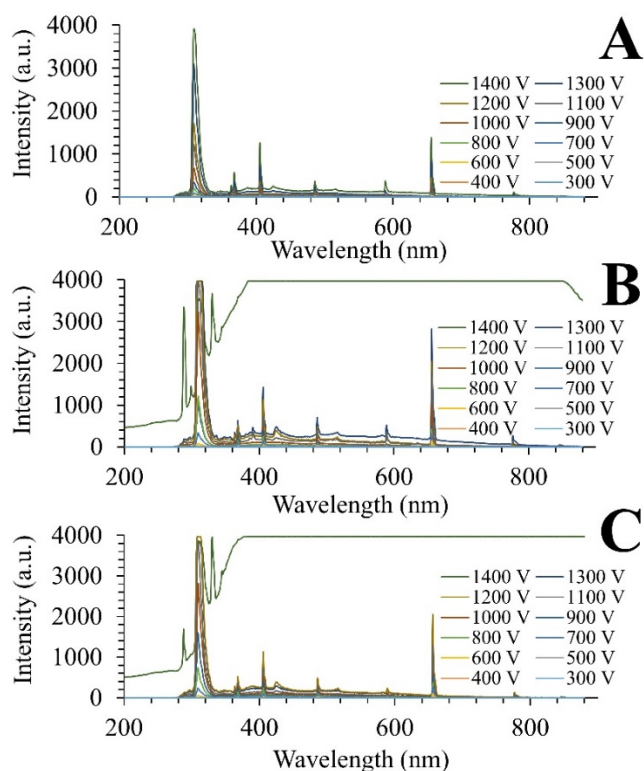 A
Intensity (a.u.)
4000
3000
2000
1000
0
1400 V 1300 V
1200 V 1100 V
1000 V 900 V
800 V 700 V
600 V 500 V
400 V 300 V
200 400 600 800
Wavelength (nm)
B
Intensity (a.u.)
4000
3000
2000
1000
0
1400 V 1300 V
1200 V 1100 V
1000 V 900 V
800 V 700 V
600 V 500 V
400 V 300 V
200 400 600 800
Wavelength (nm)
C
Intensity (a.u.)
4000
3000
2000
1000
0
1400 V 1300 V
1200 V 1100 V
1000 V 900 V
800 V 700 V
600 V 500 V
400 V 300 V
200 400 600 800
Wavelength (nm)